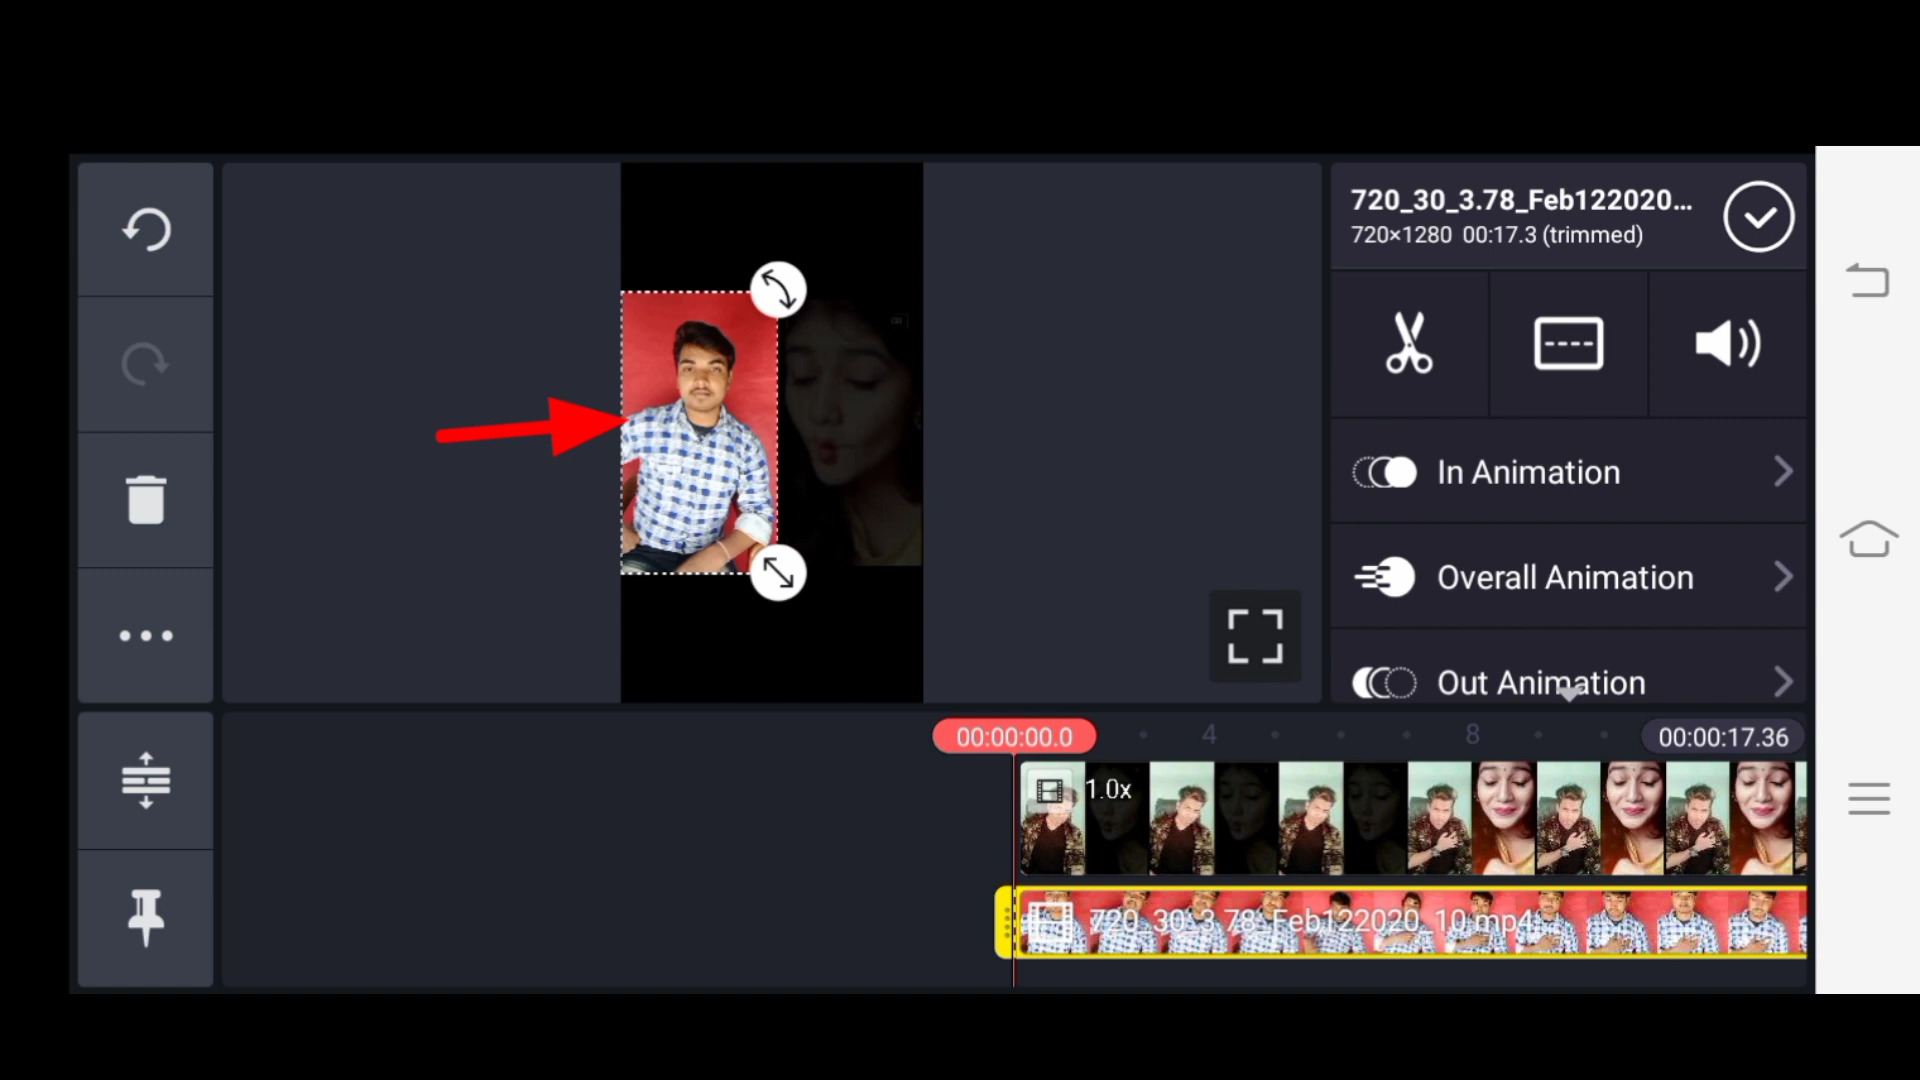 720_30_3.78_Feb122020...
720×1280 00:17.3 (trimmed)
In Animation
Overall Animation
Out Animation
00:00:00.0
4
8
00:00:17.36
1.0x
720_30_3.78_Feb122020_10.mp4